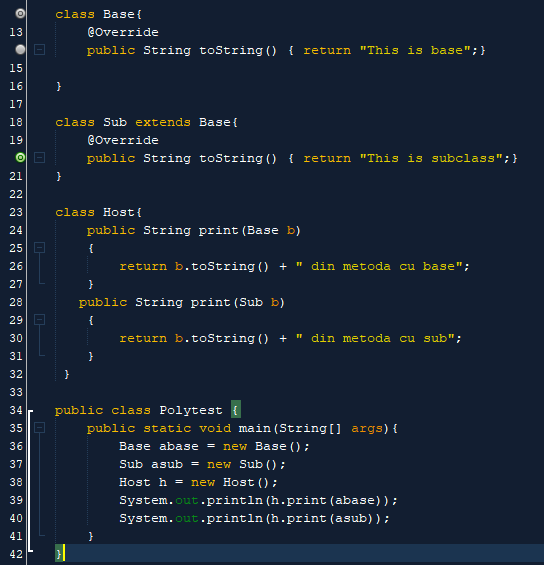 class Base{
13 @Override
public String toString() { return "This is base";}
15
16 }
17
18 class Sub extends Base{
19 @Override
public String toString() { return "This is subclass";}
21 }
22
23 class Host{
24 public String print(Base b)
25 {
26 return b.toString() + " din metoda cu base";
27 }
28 public String print(Sub b)
29 {
30 return b.toString() + " din metoda cu sub";
31 }
32 }
33
34 public class Polytest {
35 public static void main(String[] args){
36 Base abase = new Base();
37 Sub asub = new Sub();
38 Host h = new Host();
39 System.out.println(h.print(abase));
40 System.out.println(h.print(asub));
41 }
42 }